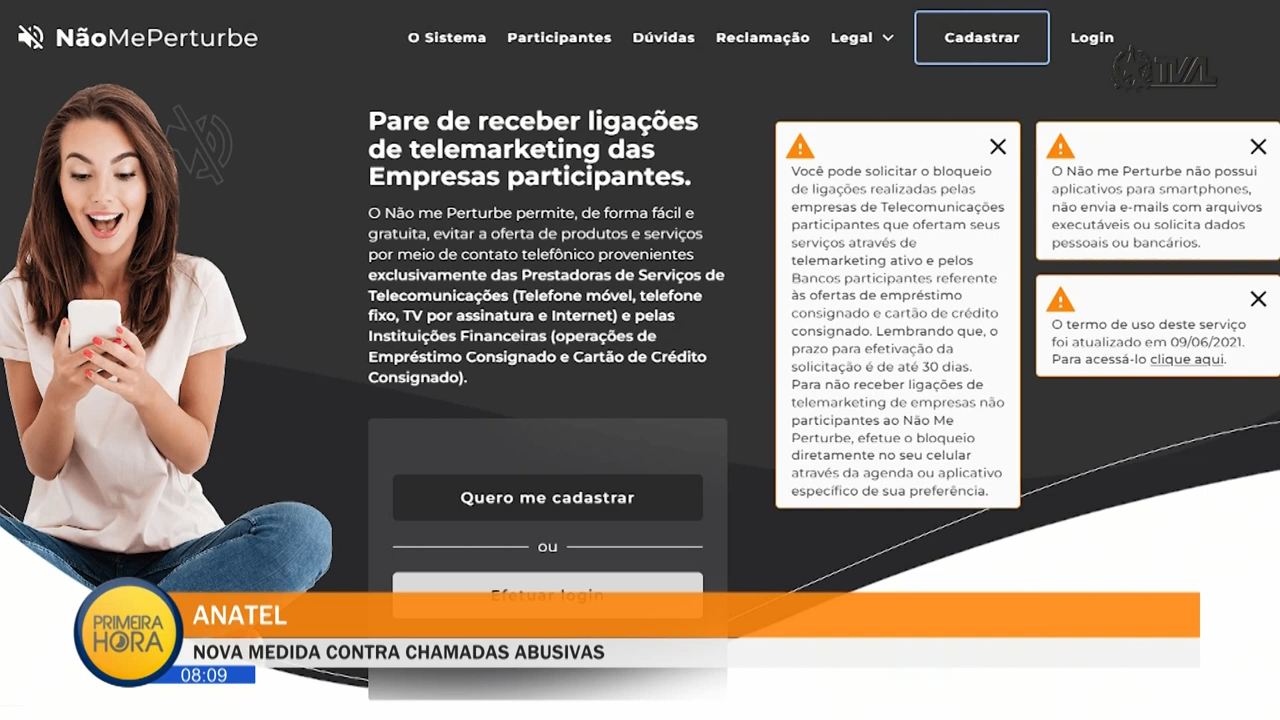 NãoMePerturbe
O Sistema
Participantes
Dúvidas
Reclamação
Legal
Cadastrar
Login
TVAL
Pare de receber ligações
de telemarketing das
Empresas participantes.
O Não me Perturbe permite, de forma fácil e
gratuita, evitar a oferta de produtos e serviços
por meio de contato telefônico provenientes
exclusivamente das Prestadoras de Serviços de
Telecomunicações (Telefone móvel, telefone
fixo, TV por assinatura e Internet) e pelas
Instituições Financeiras (operações de
Empréstimo Consignado e Cartão de Crédito
Consignado).
Quero me cadastrar
ou
Efetuar login
Você pode solicitar o bloqueio
de ligações realizadas pelas
empresas de Telecomunicações
participantes que ofertam seus
serviços através de
telemarketing ativo e pelos
Bancos participantes referente
às ofertas de empréstimo
consignado e cartão de crédito
consignado. Lembrando que, o
prazo para efetivação da
solicitação é de até 30 dias.
Para não receber ligações de
telemarketing de empresas não
participantes ao Não Me
Perturbe, efetue o bloqueio
diretamente no seu celular
através da agenda ou aplicativo
específico de sua preferência.
O Não me Perturbe não possui
aplicativos para smartphones,
não envia e-mails com arquivos
executáveis ou solicita dados
pessoais ou bancários.
O termo de uso deste serviço
foi atualizado em 09/06/2021.
Para acessá-lo clique aqui.
PRIMEIRA
HORA
ANATEL
NOVA MEDIDA CONTRA CHAMADAS ABUSIVAS
08:09